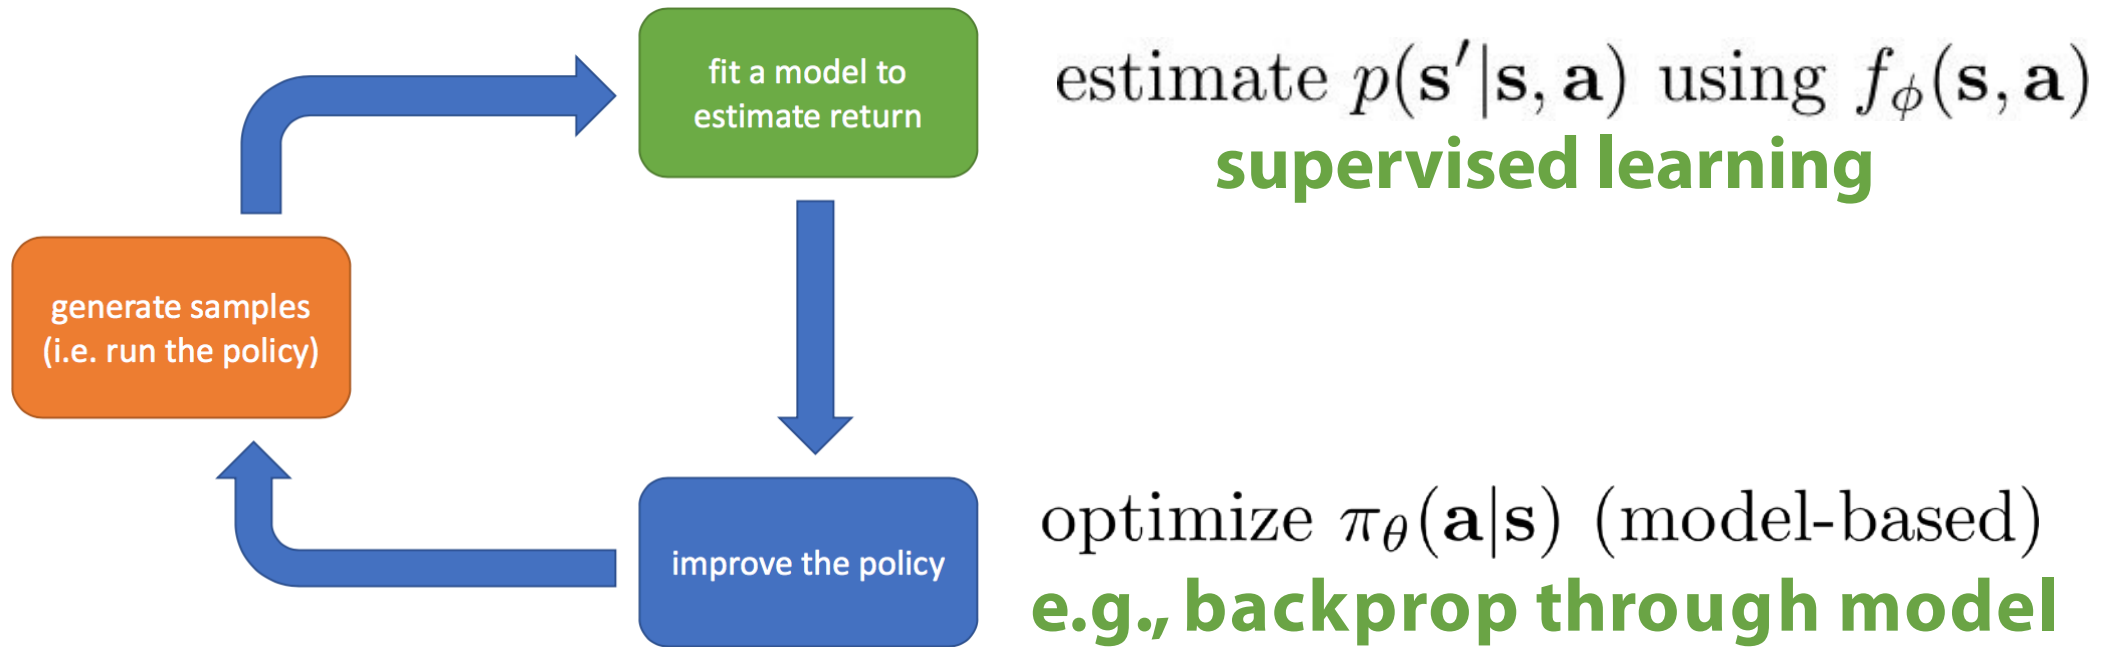 fit a model to
estimate return
estimate p(s′|s, a) using f_ϕ(s, a)
supervised learning
generate samples
(i.e. run the policy)
improve the policy
optimize π_θ(a|s) (model-based)
e.g., backprop through model